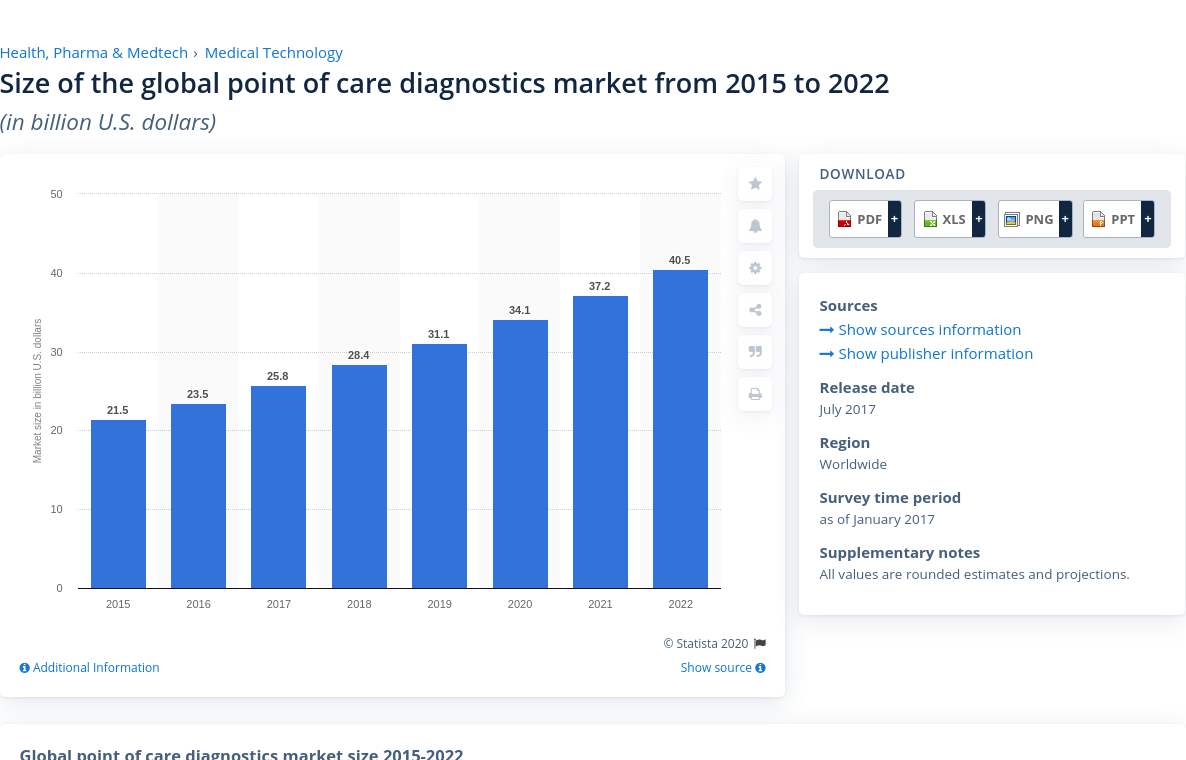 Health, Pharma & Medtech › Medical Technology
Size of the global point of care diagnostics market from 2015 to 2022
(in billion U.S. dollars)
Market size in billion U.S. dollars
50
40
30
20
10
0
21.5
23.5
25.8
28.4
31.1
34.1
37.2
40.5
2015 2016 2017 2018 2019 2020 2021 2022
© Statista 2020
Additional Information
Show source
DOWNLOAD
PDF + XLS + PNG + PPT +
Sources
Show sources information
Show publisher information
Release date
July 2017
Region
Worldwide
Survey time period
as of January 2017
Supplementary notes
All values are rounded estimates and projections.
Global point of care diagnostics market size 2015-2022